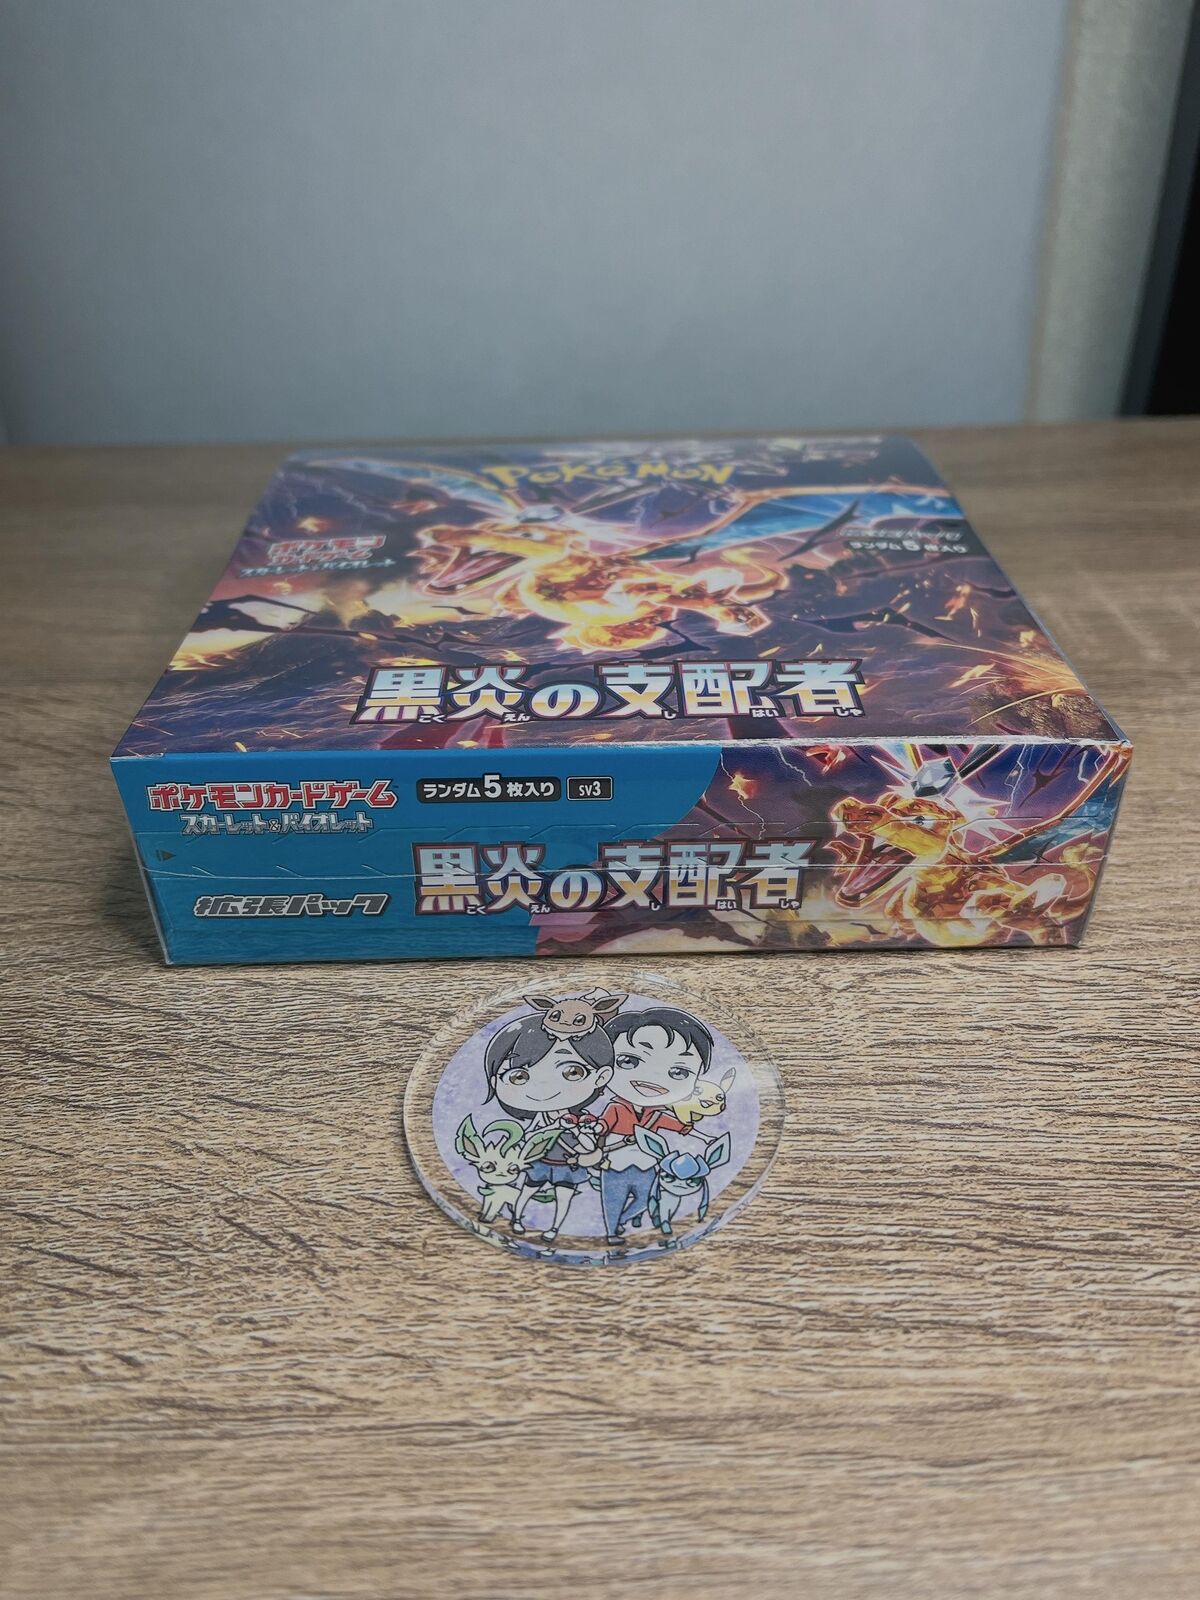 POKÉMON
ポケモン
カードゲーム
スカーレット&バイオレット
ランダム5枚入り
黒炎の支配者
こくえん しはいしゃ
ポケモンカードゲーム
スカーレット&バイオレット
ランダム5枚入り SV3
拡張パック
黒炎の支配者
こくえん しはいしゃ